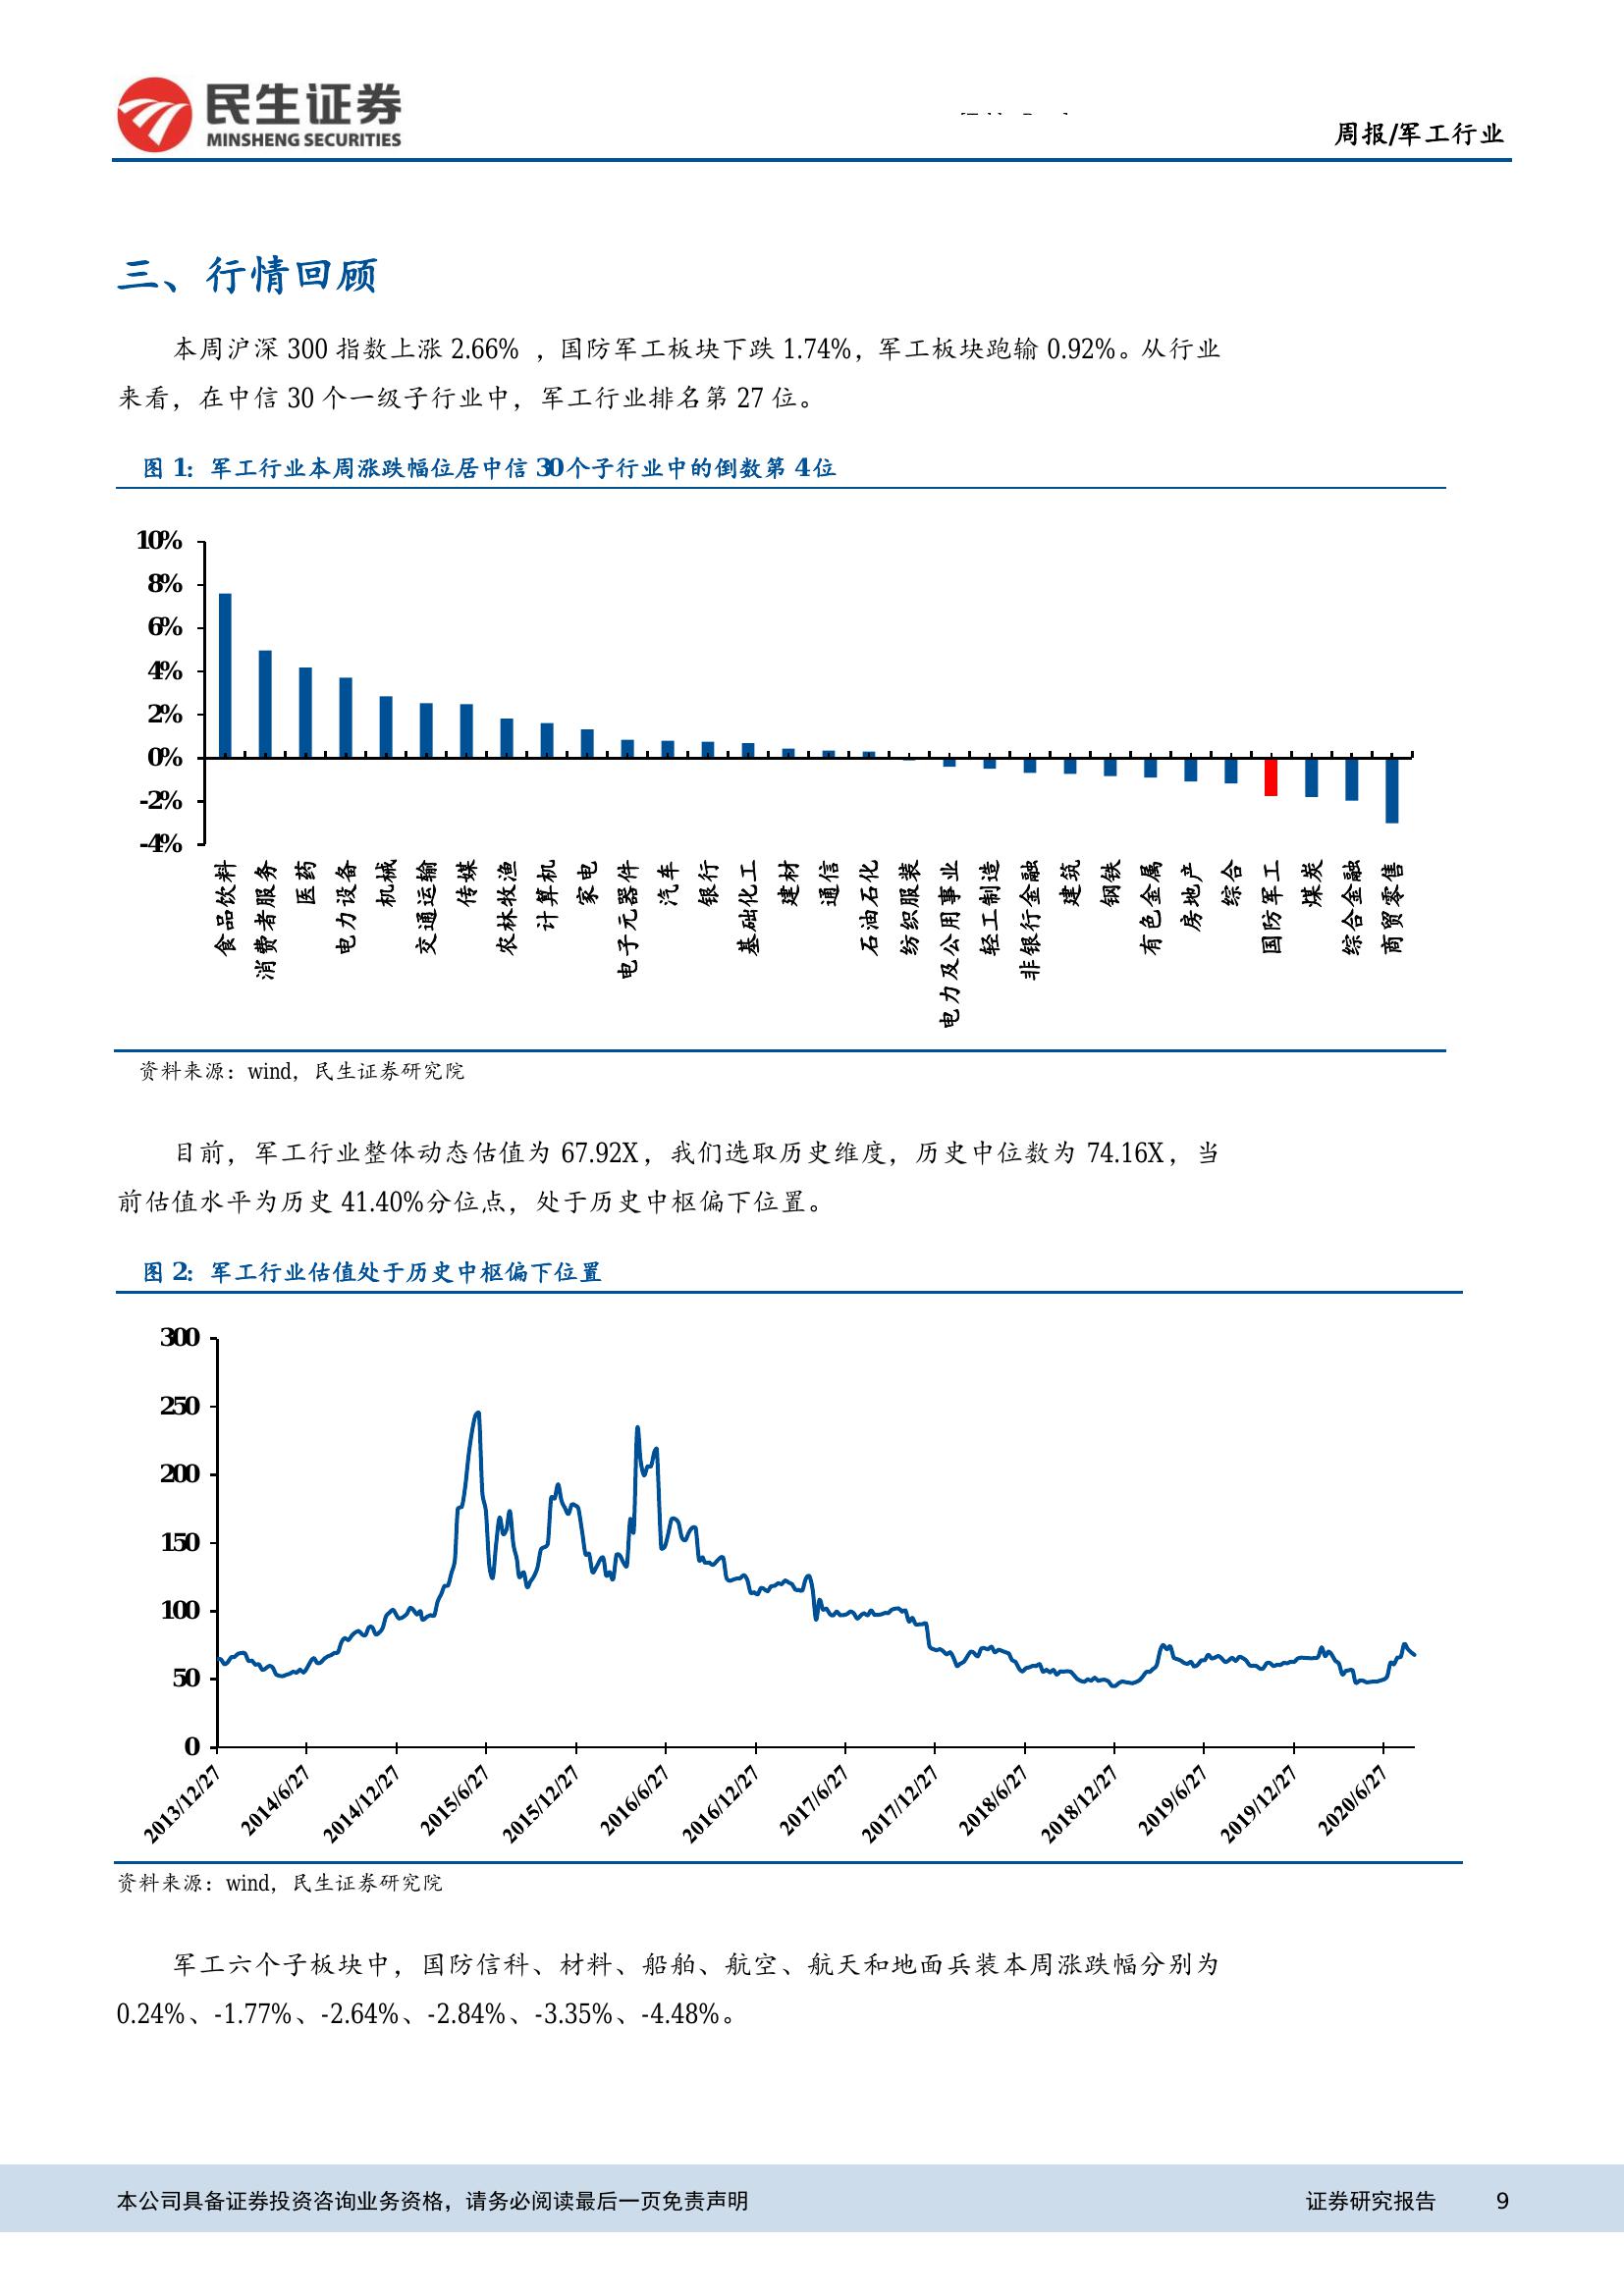 民生证券
MINSHENG SECURITIES
周报/军工行业
三、行情回顾
本周沪深 300 指数上涨 2.66% ，国防军工板块下跌 1.74%，军工板块跑输 0.92%。从行业
来看，在中信 30 个一级子行业中，军工行业排名第 27 位。
图 1：军工行业本周涨跌幅位居中信 30 个子行业中的倒数第 4 位
10%
8%
6%
4%
2%
0%
-2%
-4%
食品饮料
消费者服务
医药
电力设备
机械
交通运输
传媒
农林牧渔
计算机
家电
电子元器件
汽车
银行
基础化工
建材
通信
石油石化
纺织服装
电力及公用事业
轻工制造
非银行金融
建筑
钢铁
有色金属
房地产
综合
国防军工
煤炭
综合金融
商贸零售
资料来源：wind，民生证券研究院
目前，军工行业整体动态估值为 67.92X，我们选取历史维度，历史中位数为 74.16X，当
前估值水平为历史 41.40%分位点，处于历史中枢偏下位置。
图 2：军工行业估值处于历史中枢偏下位置
300
250
200
150
100
50
0
2013/12/27
2014/6/27
2014/12/27
2015/6/27
2015/12/27
2016/6/27
2016/12/27
2017/6/27
2017/12/27
2018/6/27
2018/12/27
2019/6/27
2019/12/27
2020/6/27
资料来源：wind，民生证券研究院
军工六个子板块中，国防信科、材料、船舶、航空、航天和地面兵装本周涨跌幅分别为
0.24%、-1.77%、-2.64%、-2.84%、-3.35%、-4.48%。
本公司具备证券投资咨询业务资格，请务必阅读最后一页免责声明
证券研究报告 9